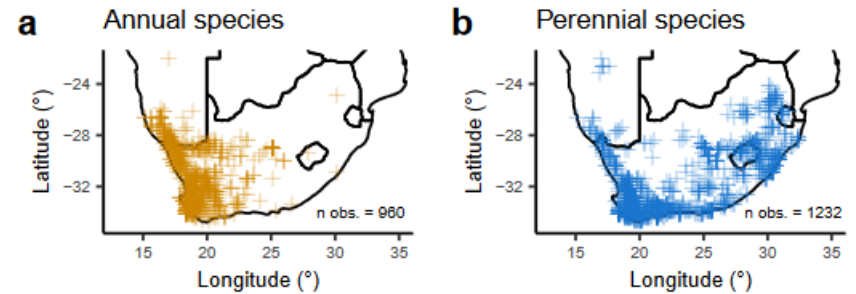 a Annual species
−24
−28
−32
Latitude (°)
n obs. = 960
15 20 25 30 35
Longitude (°)
b Perennial species
−24
−28
−32
Latitude (°)
n obs. = 1232
15 20 25 30 35
Longitude (°)